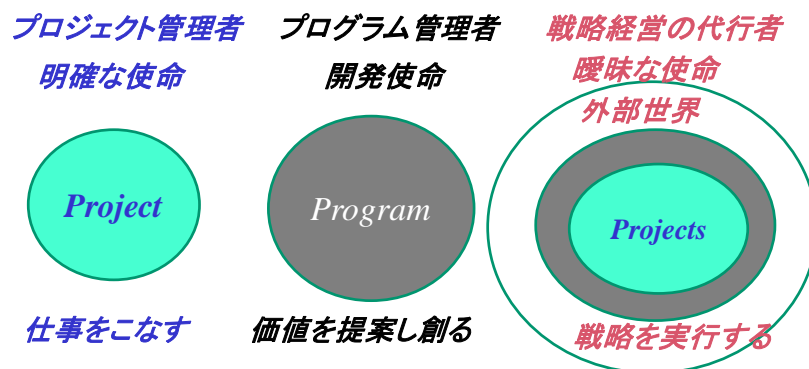 プロジェクト管理者
明確な使命
Project
仕事をこなす
プログラム管理者
開発使命
Program
価値を提案し創る
戦略経営の代行者
曖昧な使命
外部世界
Projects
戦略を実行する